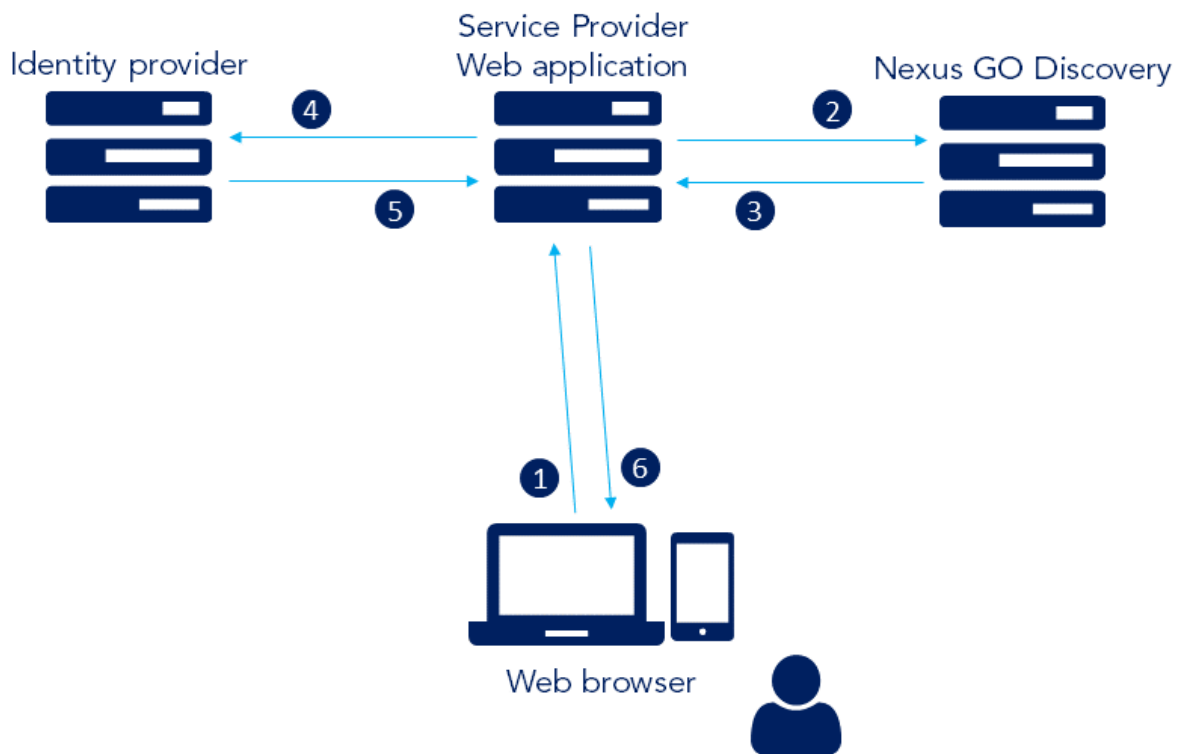 Service Provider
Web application
Identity provider
Nexus GO Discovery
4
2
5
3
1
6
Web browser